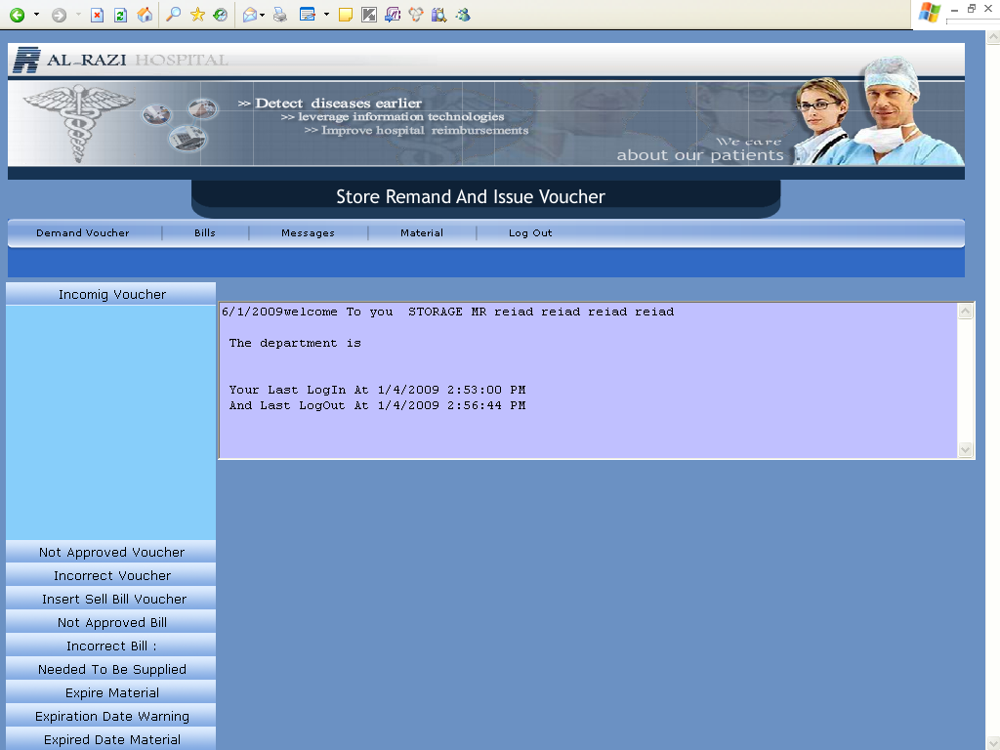 AL-RAZI HOSPITAL
>> Detect diseases earlier
>> leverage information technologies
>> Improve hospital reimbursements
We care
about our patients
Store Remand And Issue Voucher
Demand Voucher Bills Messages Material Log Out
Incomig Voucher
6/1/2009welcome To you STORAGE MR reiad reiad reiad reiad
The department is
Your Last LogIn At 1/4/2009 2:53:00 PM
And Last LogOut At 1/4/2009 2:56:44 PM
Not Approved Voucher
Incorrect Voucher
Insert Sell Bill Voucher
Not Approved Bill
Incorrect Bill :
Needed To Be Supplied
Expire Material
Expiration Date Warning
Expired Date Material